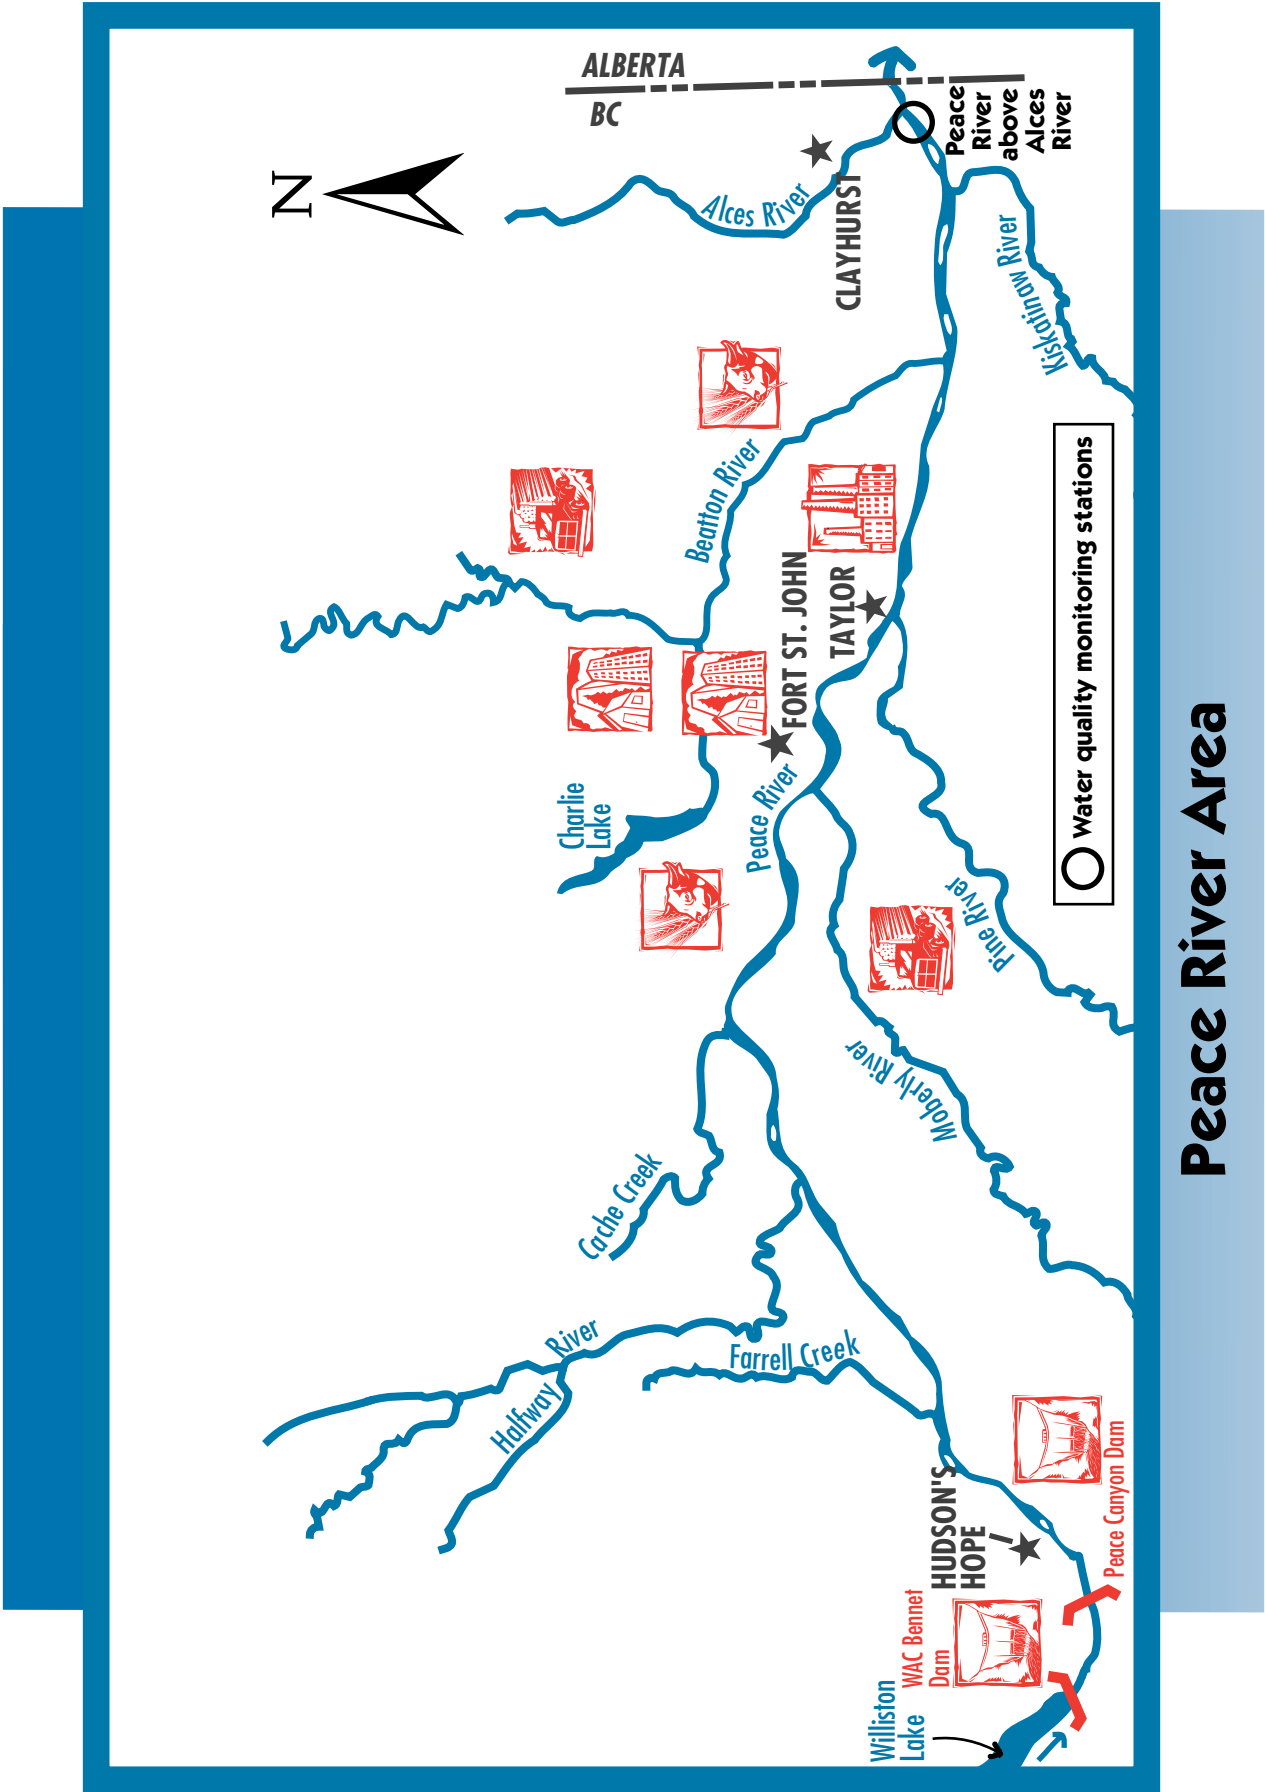 Peace River Area
ALBERTA
BC
N
Alces River
CLAYHURST
Peace
River
above
Alces
River
Kiskatinaw River
Beatton River
FORT ST. JOHN
TAYLOR
Charlie
Lake
Peace River
Pine River
Moberly River
Cache Creek
Halfway River
Farrell Creek
HUDSON'S
HOPE
Peace Canyon Dam
WAC Bennet
Dam
Williston
Lake
Water quality monitoring stations